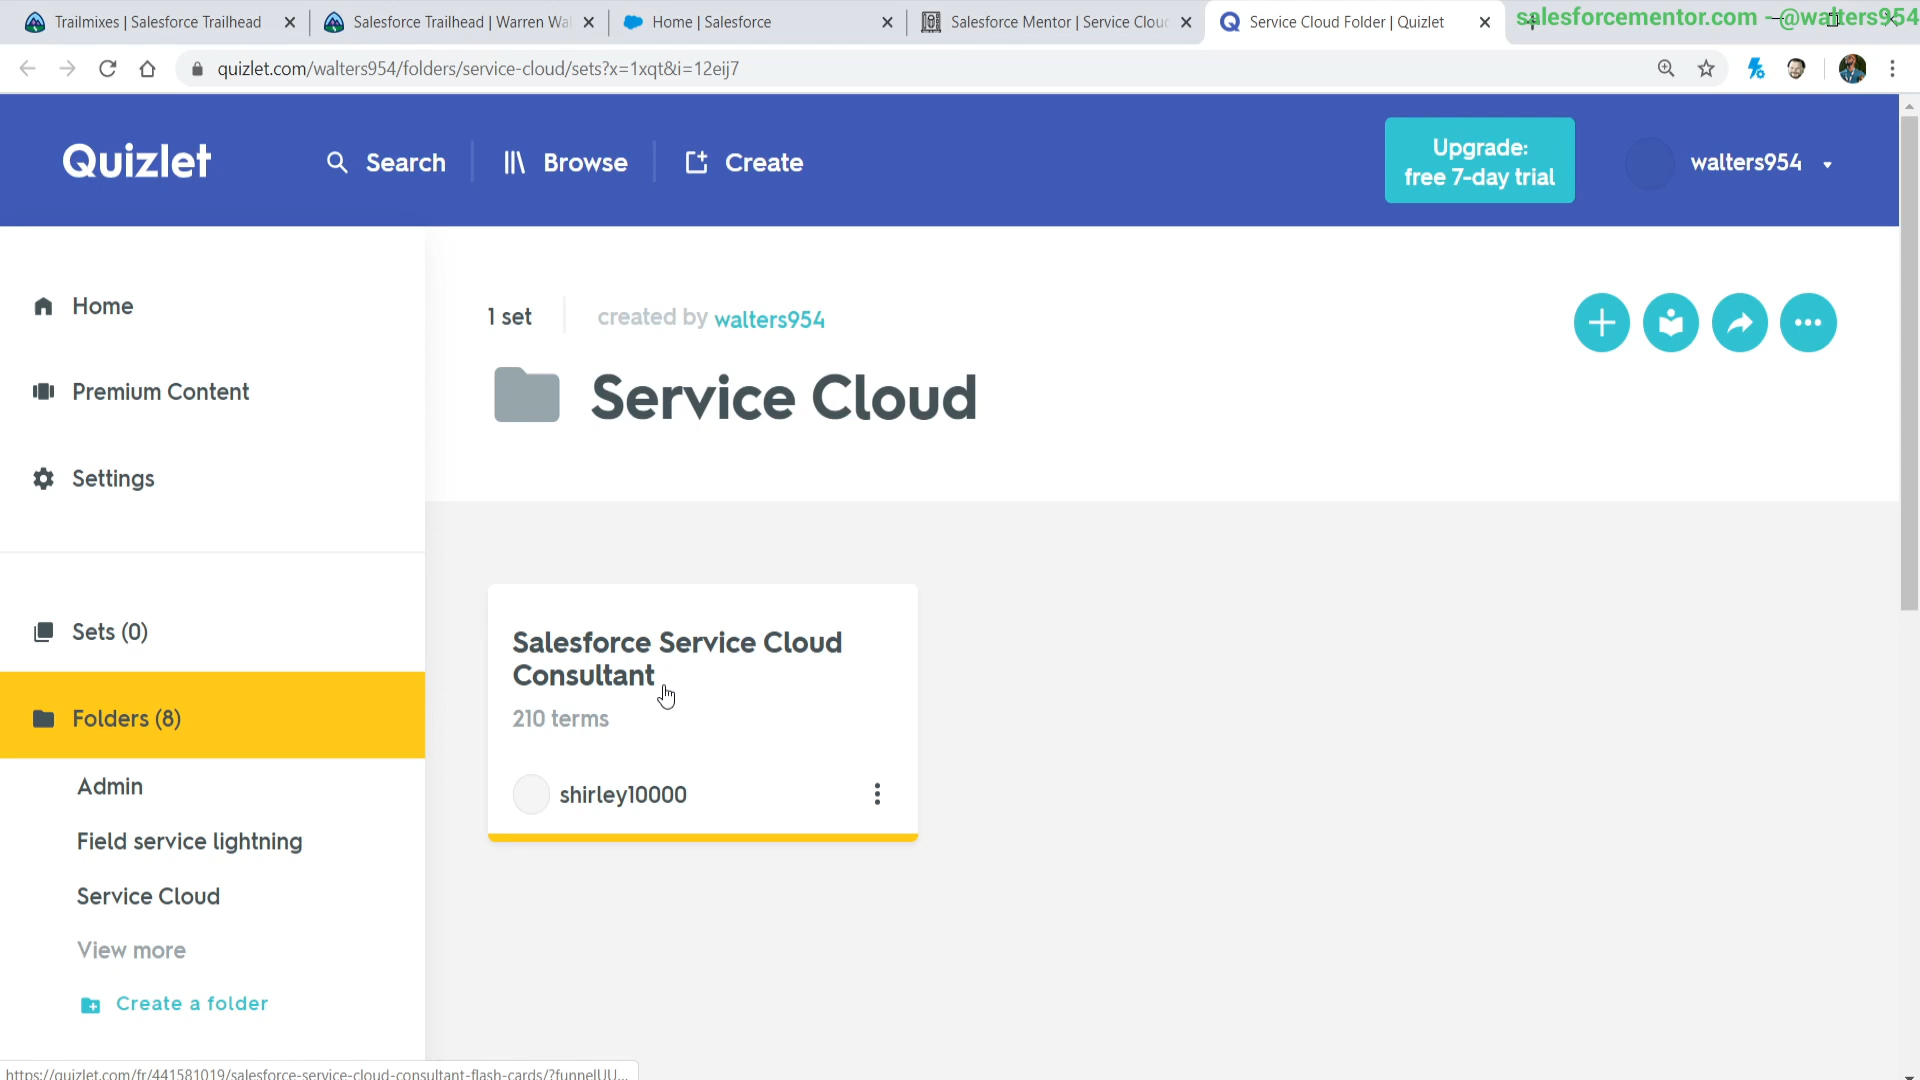 Trailmixes | Salesforce Trailhead
Salesforce Trailhead | Warren Wal
Home | Salesforce
Salesforce Mentor | Service Clou
Service Cloud Folder | Quizlet
salesforcementor.com - @walters954
quizlet.com/walters954/folders/service-cloud/sets?x=1xqt&i=12eij7
Quizlet
Search
Browse
Create
Upgrade:
free 7-day trial
walters954
Home
Premium Content
Settings
Sets (0)
Folders (8)
Admin
Field service lightning
Service Cloud
View more
Create a folder
1 set
created by walters954
Service Cloud
Salesforce Service Cloud
Consultant
210 terms
shirley10000
https://quizlet.com/fr/441581019/salesforce-service-cloud-consultant-flash-cards/?funnelUU...